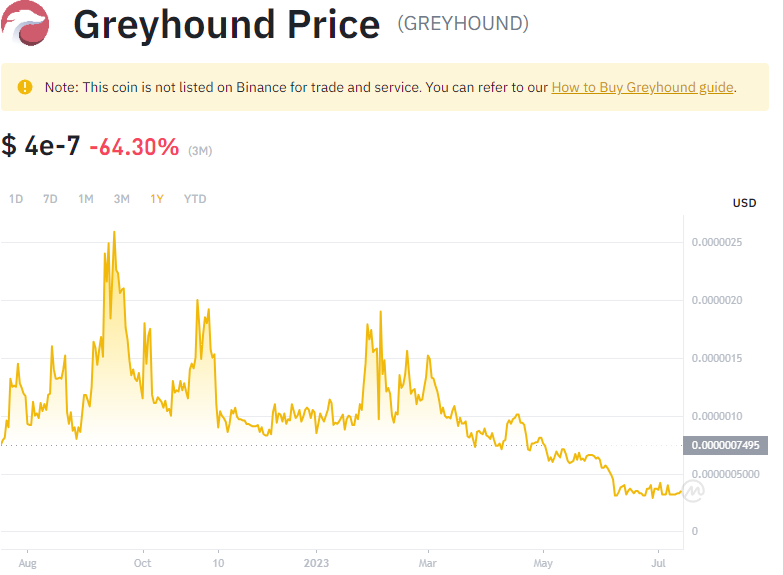 Greyhound Price (GREYHOUND)
Note: This coin is not listed on Binance for trade and service. You can refer to our How to Buy Greyhound guide.
$ 4e-7 -64.30% (3M)
1D 7D 1M 3M 1Y YTD
USD
0.0000025
0.0000020
0.0000015
0.0000010
0.0000007495
0.0000005000
0
Aug Oct 10 2023 Mar May Jul